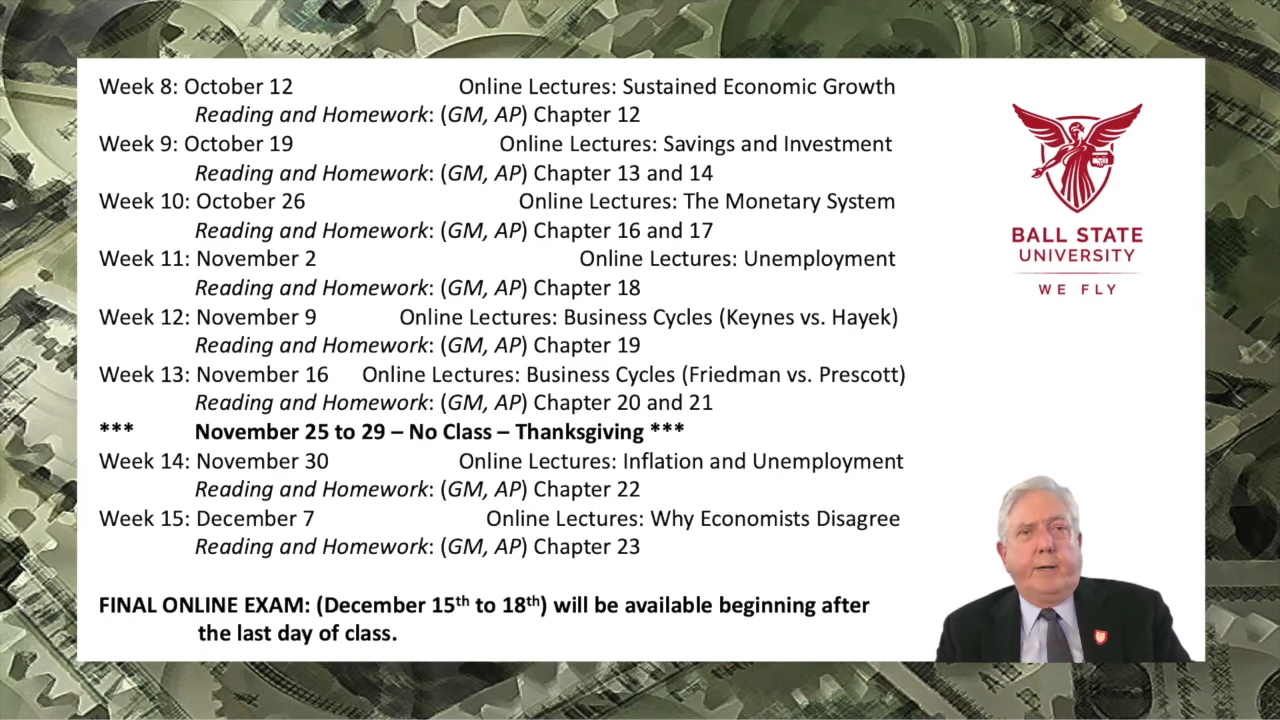 Week 8: October 12 Online Lectures: Sustained Economic Growth
Reading and Homework: (GM, AP) Chapter 12
Week 9: October 19 Online Lectures: Savings and Investment
Reading and Homework: (GM, AP) Chapter 13 and 14
Week 10: October 26 Online Lectures: The Monetary System
Reading and Homework: (GM, AP) Chapter 16 and 17
Week 11: November 2 Online Lectures: Unemployment
Reading and Homework: (GM, AP) Chapter 18
Week 12: November 9 Online Lectures: Business Cycles (Keynes vs. Hayek)
Reading and Homework: (GM, AP) Chapter 19
Week 13: November 16 Online Lectures: Business Cycles (Friedman vs. Prescott)
Reading and Homework: (GM, AP) Chapter 20 and 21
*** November 25 to 29 – No Class – Thanksgiving ***
Week 14: November 30 Online Lectures: Inflation and Unemployment
Reading and Homework: (GM, AP) Chapter 22
Week 15: December 7 Online Lectures: Why Economists Disagree
Reading and Homework: (GM, AP) Chapter 23
FINAL ONLINE EXAM: (December 15th to 18th) will be available beginning after
the last day of class.
BALL STATE
UNIVERSITY
WE FLY